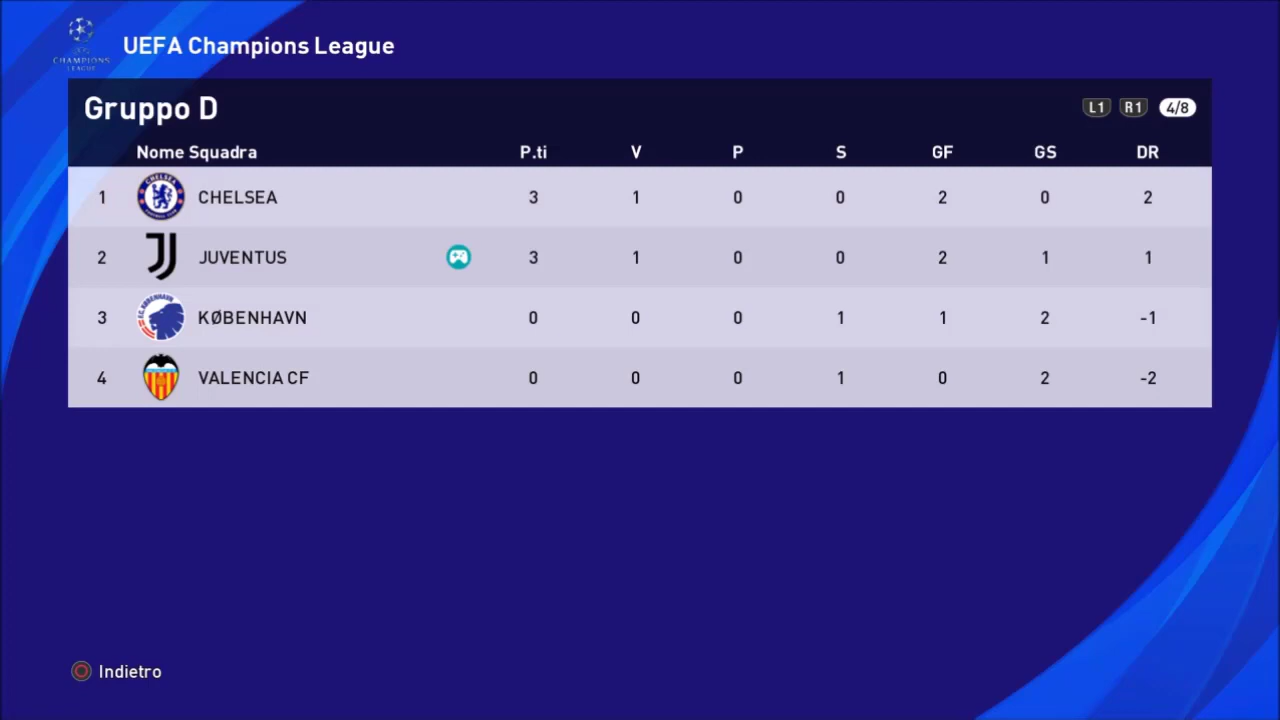 UEFA Champions League
CHAMPIONS
LEAGUE
Gruppo D L1 R1 4/8
Nome Squadra P.ti V P S GF GS DR
1 CHELSEA 3 1 0 0 2 0 2
2 JUVENTUS 3 1 0 0 2 1 1
3 KØBENHAVN 0 0 0 1 1 2 -1
4 VALENCIA CF 0 0 0 1 0 2 -2
Indietro